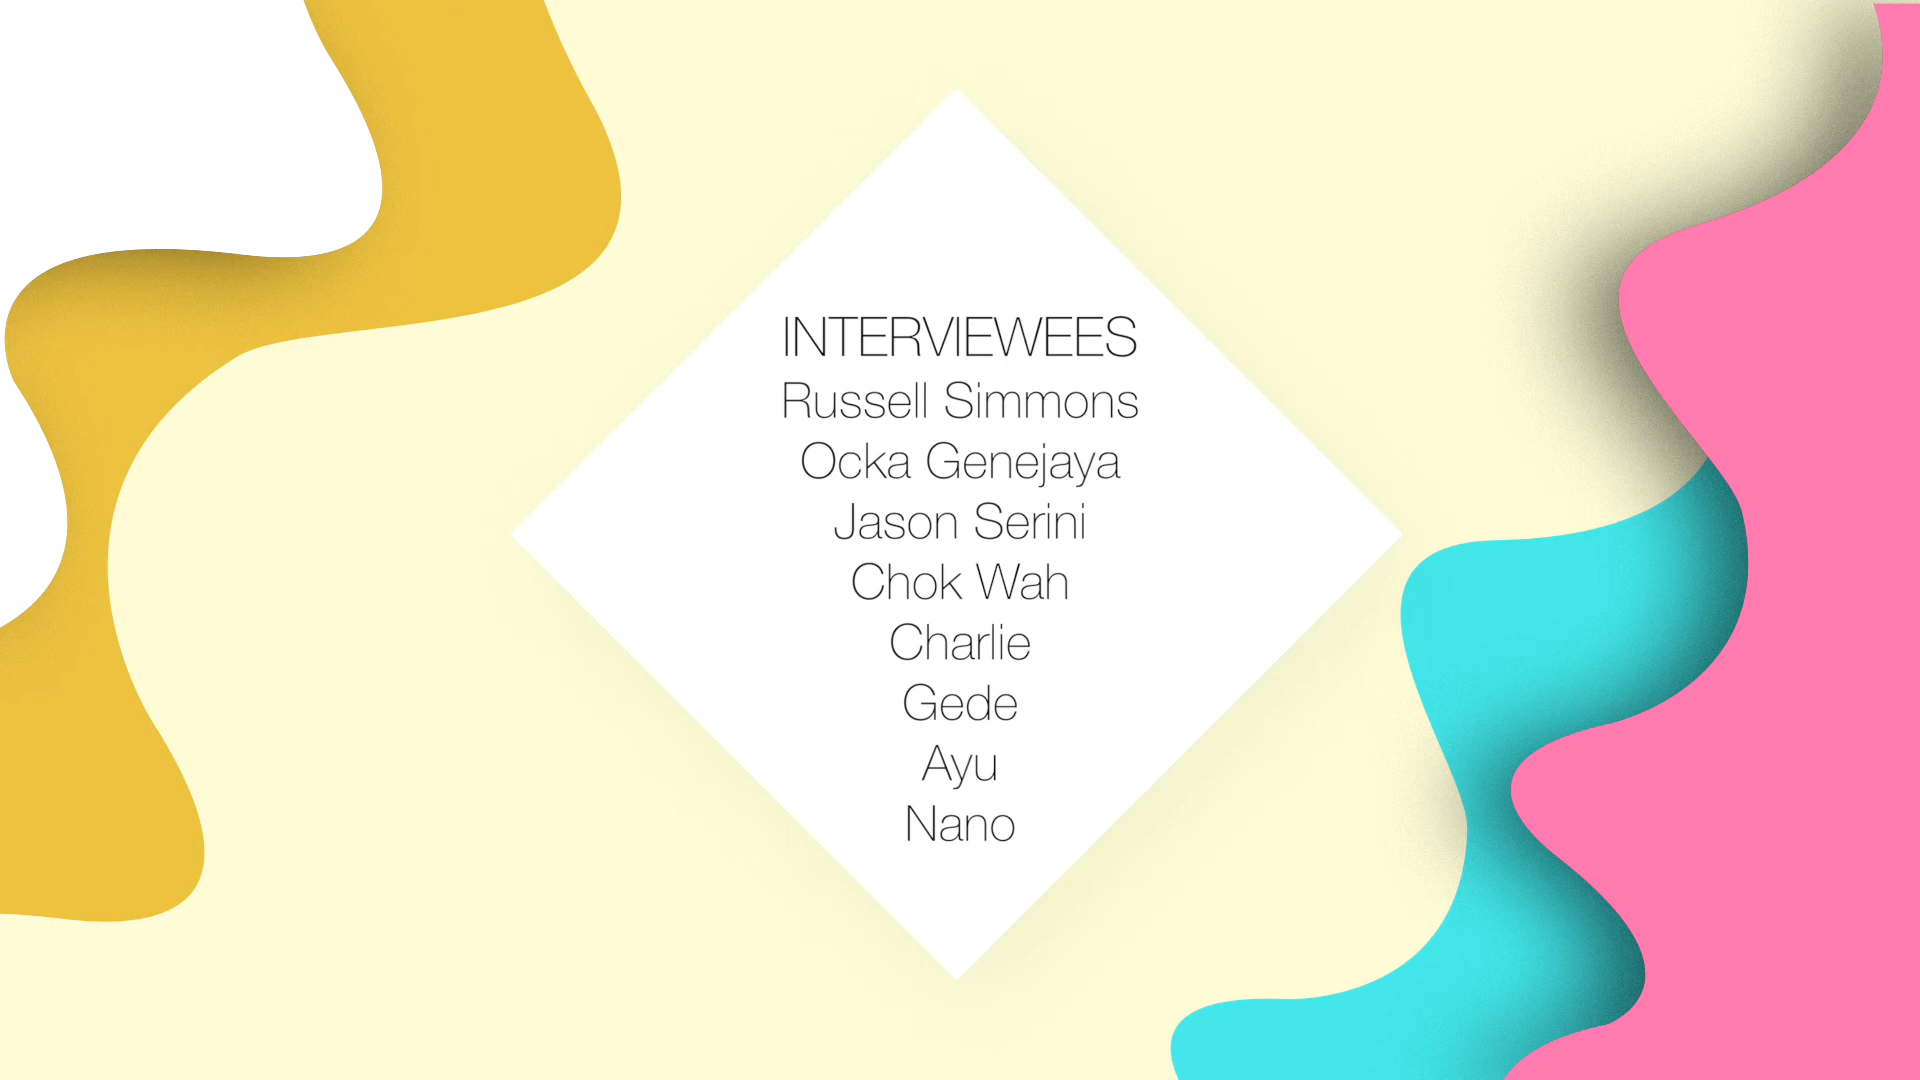 INTERVIEWEES
Russell Simmons
Ocka Genejaya
Jason Serini
Chok Wah
Charlie
Gede
Ayu
Nano